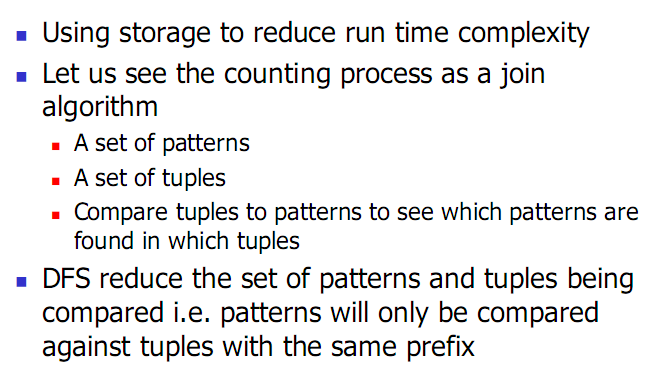 Using storage to reduce run time complexity
Let us see the counting process as a join
algorithm
A set of patterns
A set of tuples
Compare tuples to patterns to see which patterns are
found in which tuples
DFS reduce the set of patterns and tuples being
compared i.e. patterns will only be compared
against tuples with the same prefix